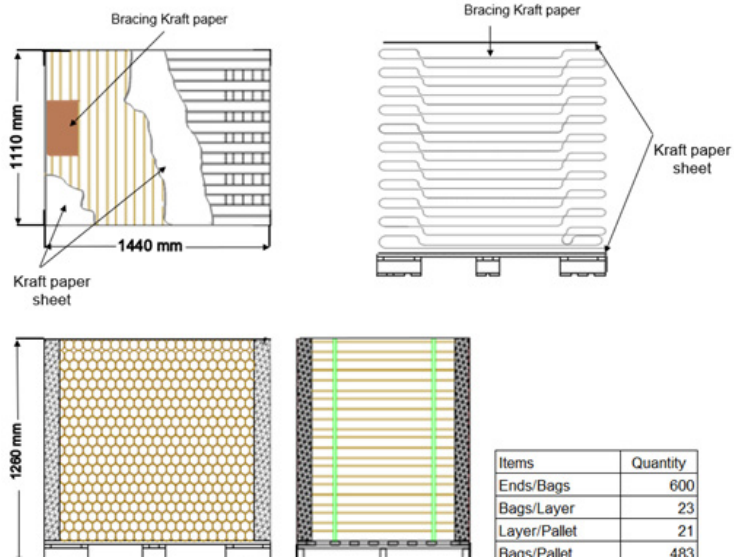 Bracing Kraft paper
Bracing Kraft paper
1110 mm
Kraft paper
sheet
1440 mm
Kraft paper
sheet
1260 mm
Items Quantity
Ends/Bags 600
Bags/Layer 23
Layer/Pallet 21
Bags/Pallet 483